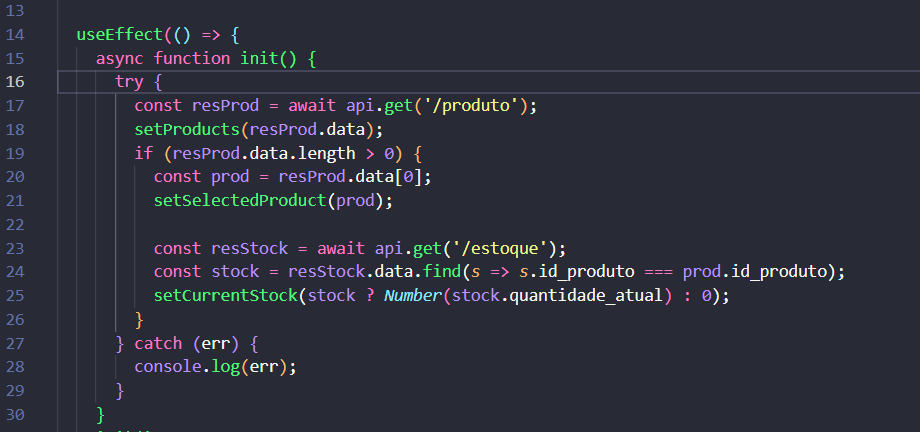 13
14 useEffect(() => {
15 async function init() {
16 try {
17 const resProd = await api.get('/produto');
18 setProducts(resProd.data);
19 if (resProd.data.length > 0) {
20 const prod = resProd.data[0];
21 setSelectedProduct(prod);
22
23 const resStock = await api.get('/estoque');
24 const stock = resStock.data.find(s => s.id_produto === prod.id_produto);
25 setCurrentStock(stock ? Number(stock.quantidade_atual) : 0);
26 }
27 } catch (err) {
28 console.log(err);
29 }
30 }